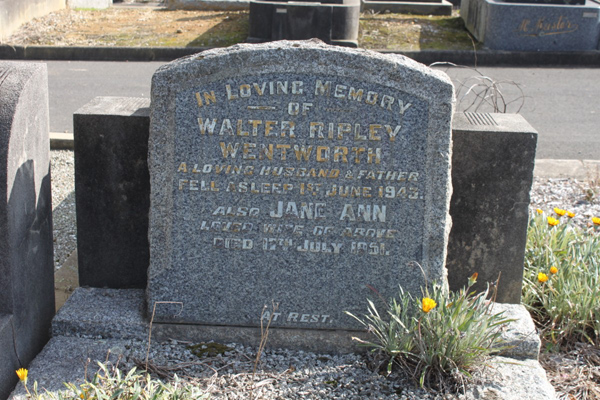 IN LOVING MEMORY
— OF —
WALTER RIPLEY
WENTWORTH
A LOVING HUSBAND & FATHER
FELL ASLEEP 1ST JUNE 1943.
ALSO JANE ANN
LOVED WIFE OF ABOVE
DIED 12TH JULY 1951.
AT REST.